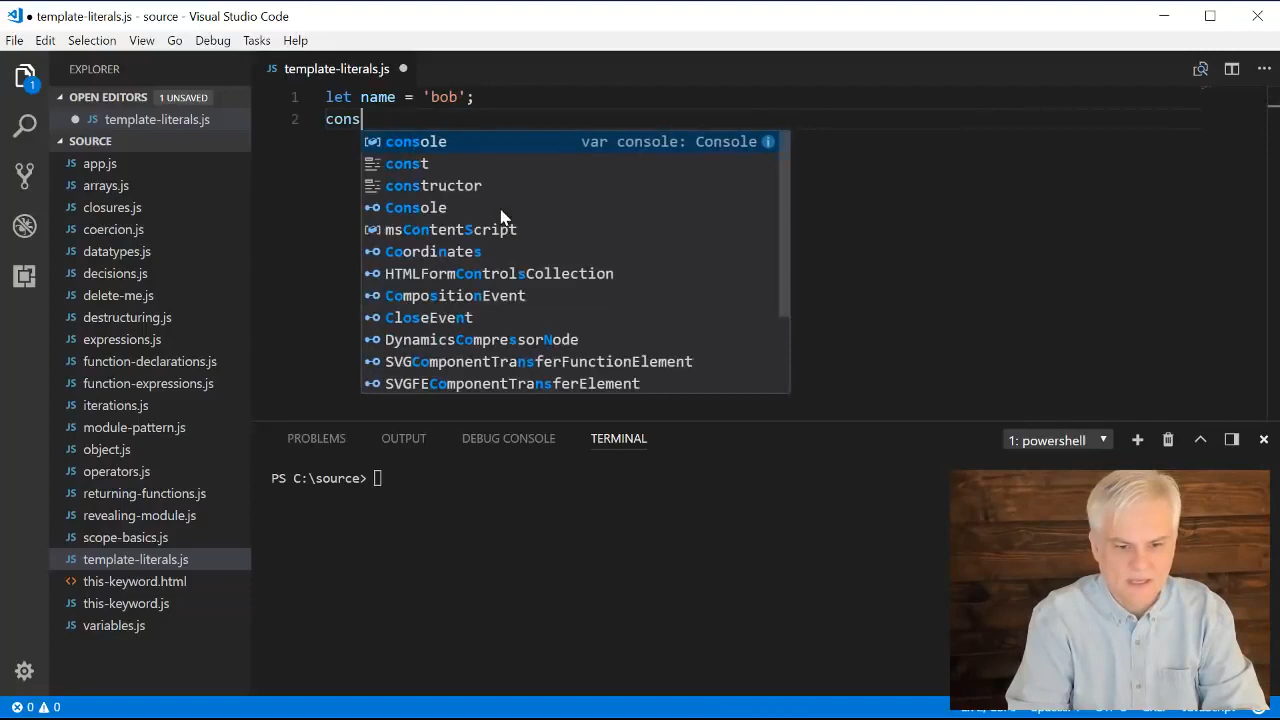 template-literals.js - source - Visual Studio Code
File Edit Selection View Go Debug Tasks Help
EXPLORER
template-literals.js
OPEN EDITORS 1 UNSAVED
template-literals.js
SOURCE
app.js
arrays.js
closures.js
coercion.js
datatypes.js
decisions.js
delete-me.js
destructuring.js
expressions.js
function-declarations.js
function-expressions.js
iterations.js
module-pattern.js
object.js
operators.js
returning-functions.js
revealing-module.js
scope-basics.js
template-literals.js
this-keyword.html
this-keyword.js
variables.js
1 let name = 'bob';
2 cons
console var console: Console
const
constructor
Console
msContentScript
Coordinates
HTMLFormControlsCollection
CompositionEvent
CloseEvent
DynamicsCompressorNode
SVGComponentTransferFunctionElement
SVGFEComponentTransferElement
PROBLEMS OUTPUT DEBUG CONSOLE TERMINAL 1: powershell
PS C:\source>
0 0